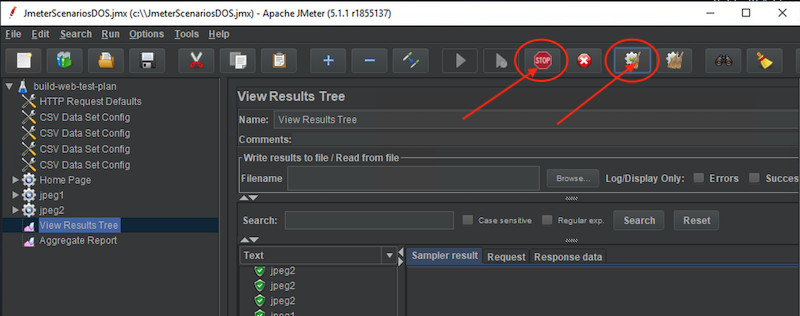 JmeterScenariosDOS.jmx (c:\JmeterScenariosDOS.jmx) - Apache JMeter (5.1.1 r1855137)
File Edit Search Run Options Tools Help
STOP
build-web-test-plan
HTTP Request Defaults
CSV Data Set Config
CSV Data Set Config
CSV Data Set Config
CSV Data Set Config
Home Page
jpeg1
jpeg2
View Results Tree
Aggregate Report
View Results Tree
Name: View Results Tree
Comments:
Write results to file / Read from file
Filename Browse... Log/Display Only: Errors Succes
Search: Case sensitive Regular exp. Search Reset
Text
Sampler result Request Response data
jpeg2
jpeg2
jpeg2
jpeg1